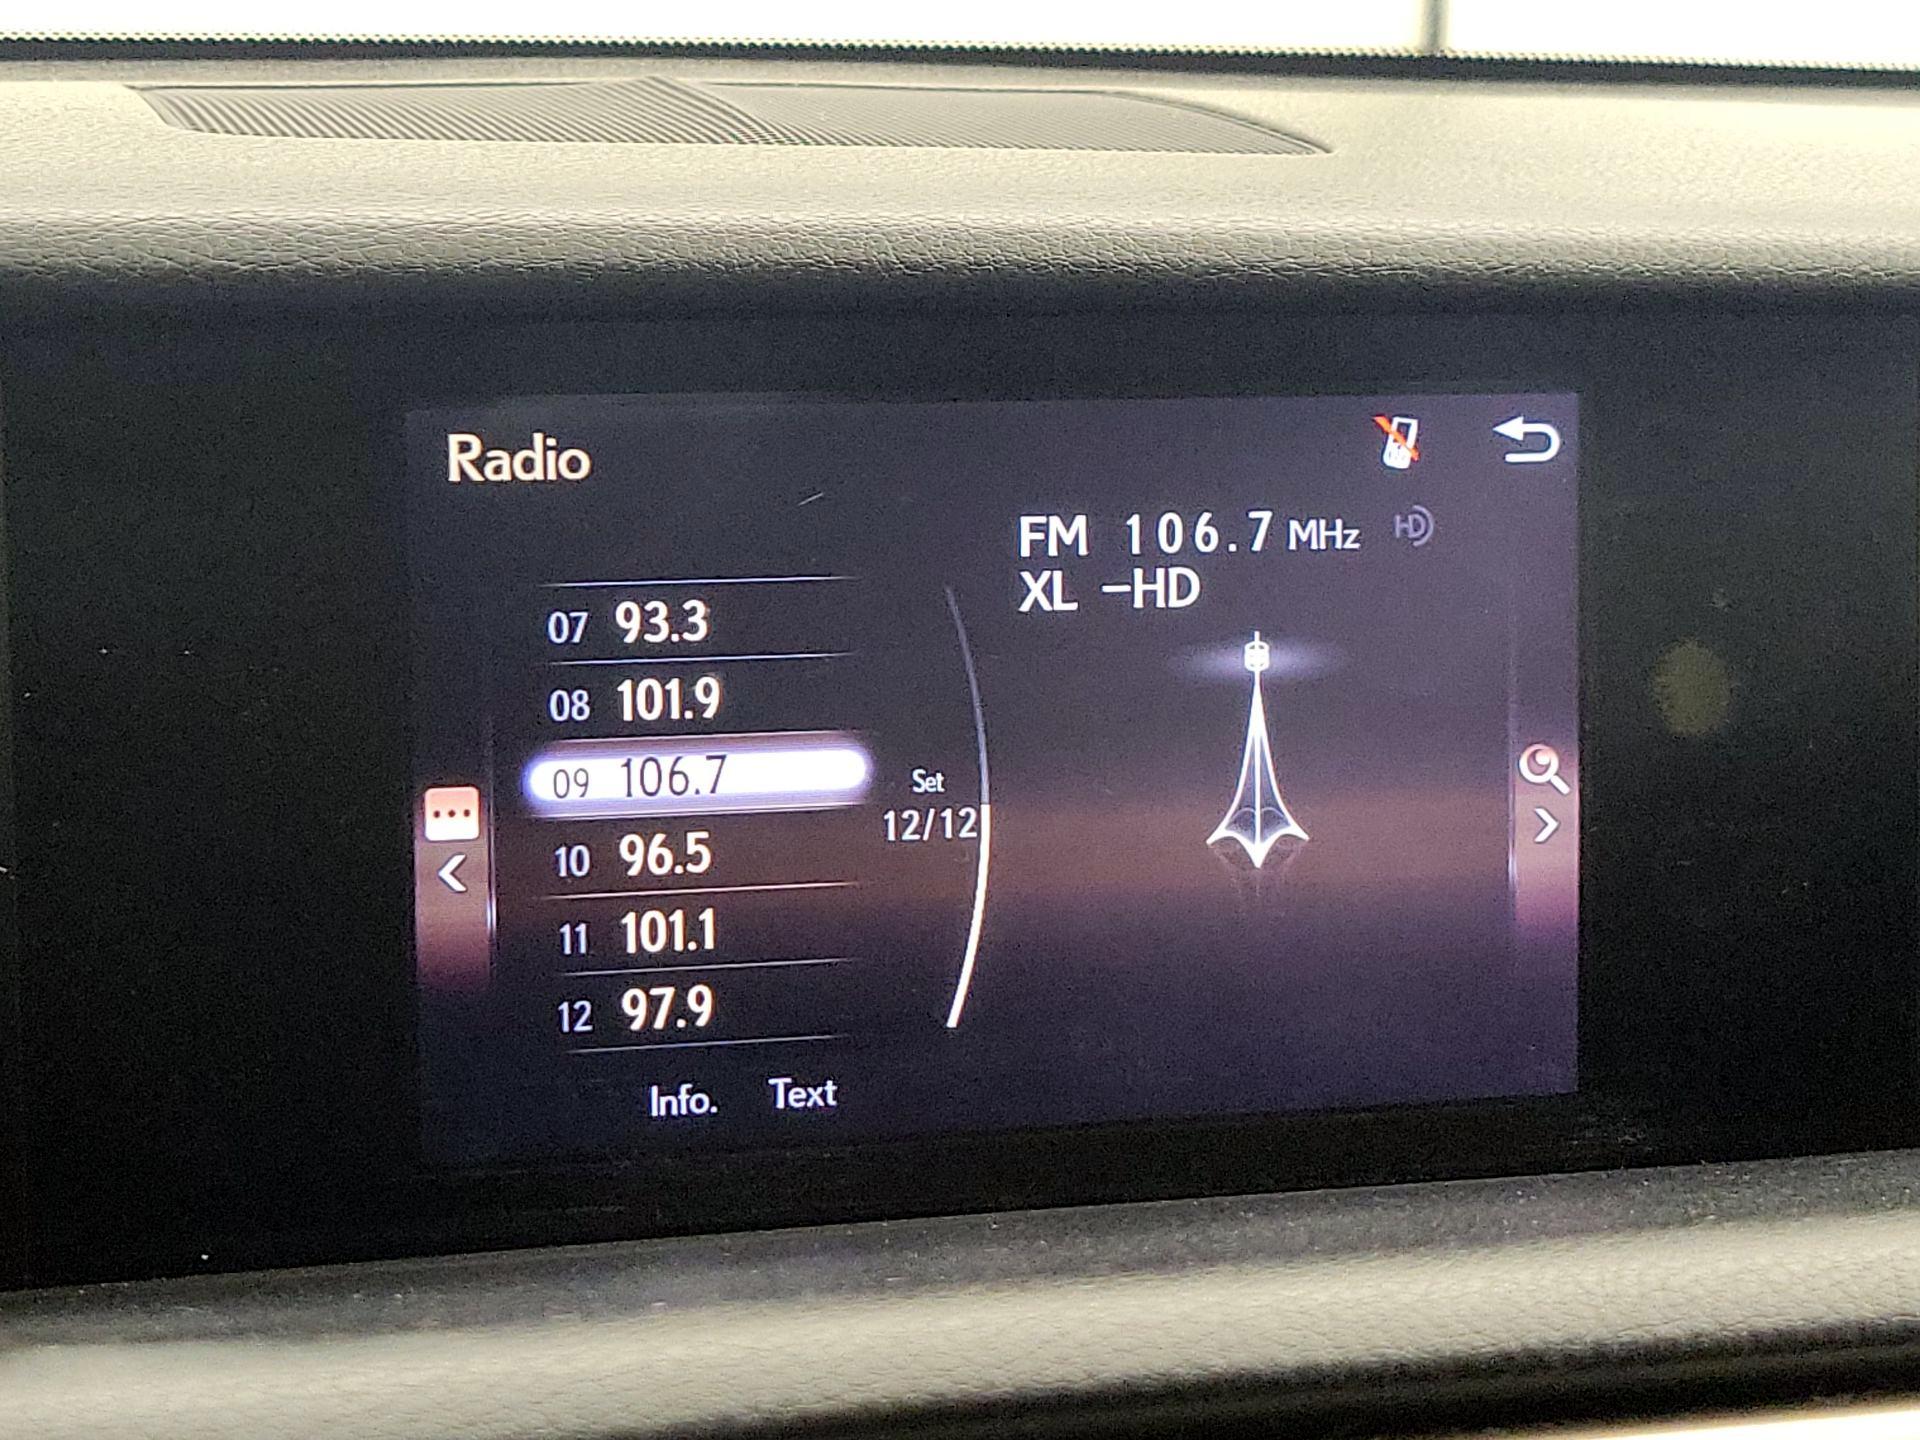 Radio
FM 106.7 MHz HD
XL -HD
07 93.3
08 101.9
09 106.7
10 96.5
11 101.1
12 97.9
Set
12/12
Info. Text